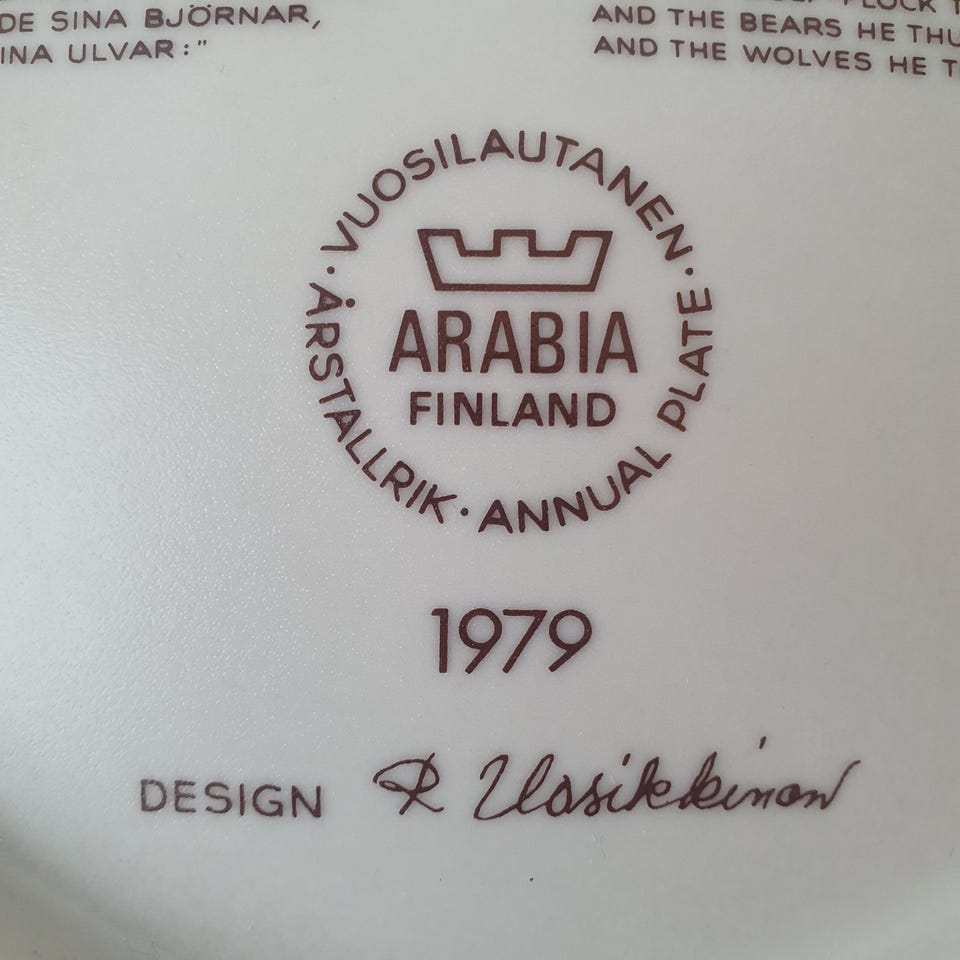 DE SINA BJÖRNAR,
INA ULVAR:"
AND THE BEARS HE
AND THE WOLVES HE
· VUOSILAUTANEN ·
ANNUAL PLATE ·
ÅRSTALLRIK
ARABIA
FINLAND
1979
DESIGN R Uosikkinen